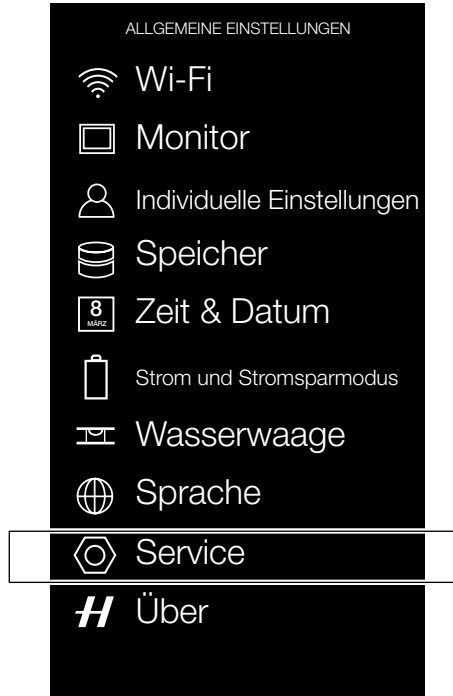 ALLGEMEINE EINSTELLUNGEN
Wi-Fi
Monitor
Individuelle Einstellungen
Speicher
8
MÄRZ
Zeit & Datum
Strom und Stromsparmodus
Wasserwaage
Sprache
Service
H Über